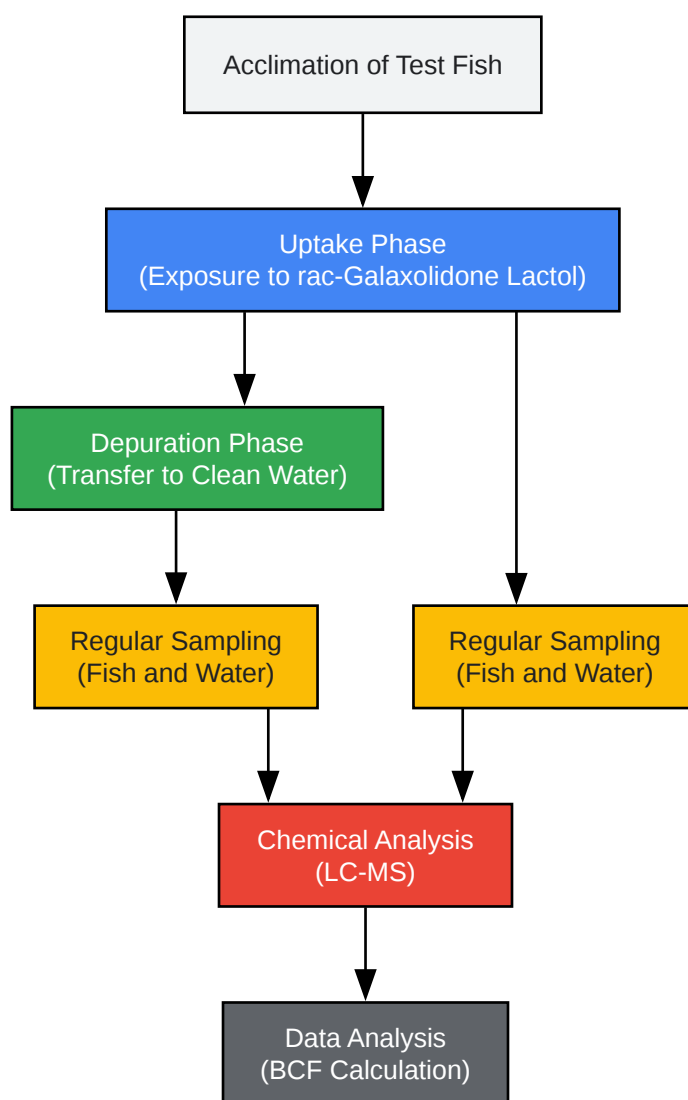 Acclimation of Test Fish
Uptake Phase
(Exposure to rac-Galaxolidone Lactol)
Depuration Phase
(Transfer to Clean Water)
Regular Sampling
(Fish and Water)
Regular Sampling
(Fish and Water)
Chemical Analysis
(LC-MS)
Data Analysis
(BCF Calculation)